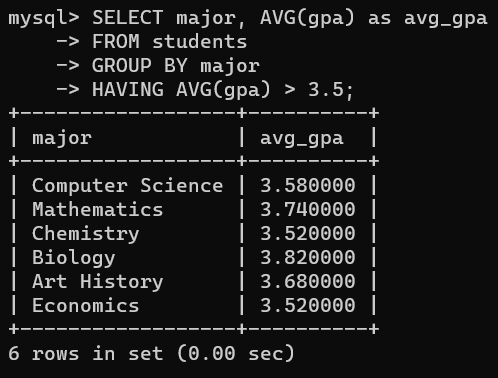 mysql> SELECT major, AVG(gpa) as avg_gpa
    -> FROM students
    -> GROUP BY major
    -> HAVING AVG(gpa) > 3.5;
+------------------+----------+
| major            | avg_gpa  |
+------------------+----------+
| Computer Science | 3.580000 |
| Mathematics      | 3.740000 |
| Chemistry        | 3.520000 |
| Biology          | 3.820000 |
| Art History      | 3.680000 |
| Economics        | 3.520000 |
+------------------+----------+
6 rows in set (0.00 sec)